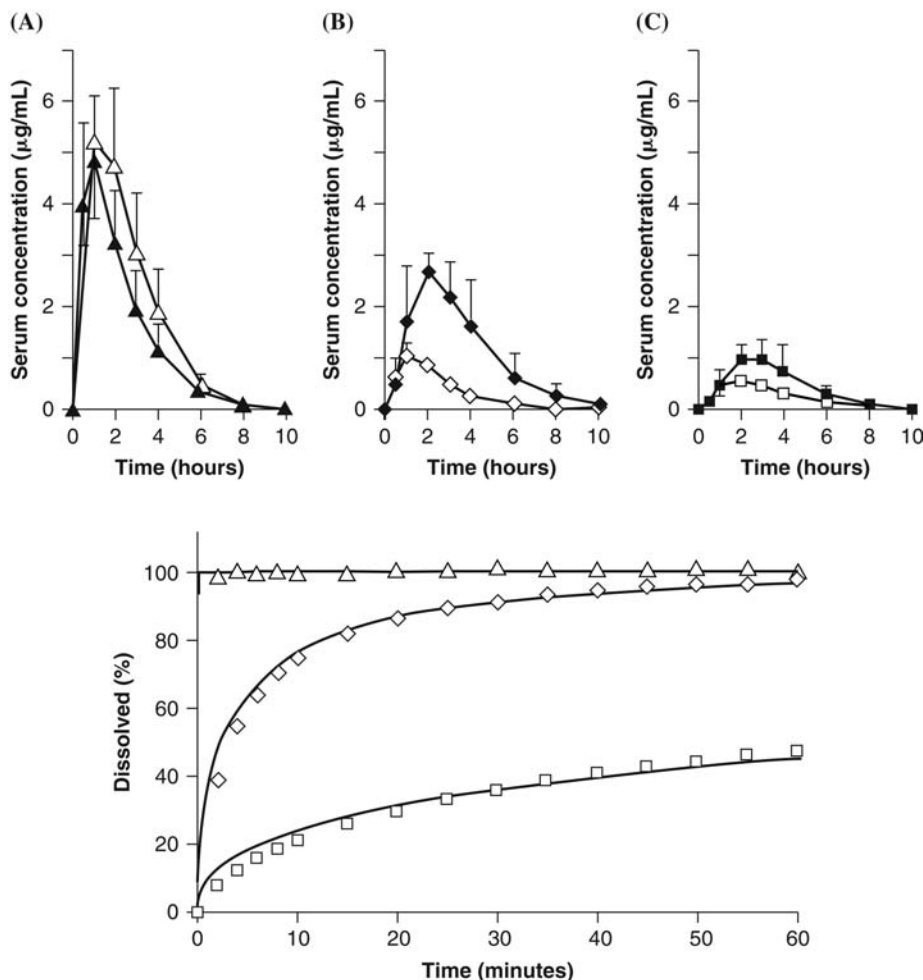 (A)
Serum concentration (μg/mL)
6
4
2
0
0 2 4 6 8 10
Time (hours)
(B)
Serum concentration (μg/mL)
6
4
2
0
0 2 4 6 8 10
Time (hours)
(C)
Serum concentration (μg/mL)
6
4
2
0
0 2 4 6 8 10
Time (hours)
Dissolved (%)
100
80
60
40
20
0
0 10 20 30 40 50 60
Time (minutes)